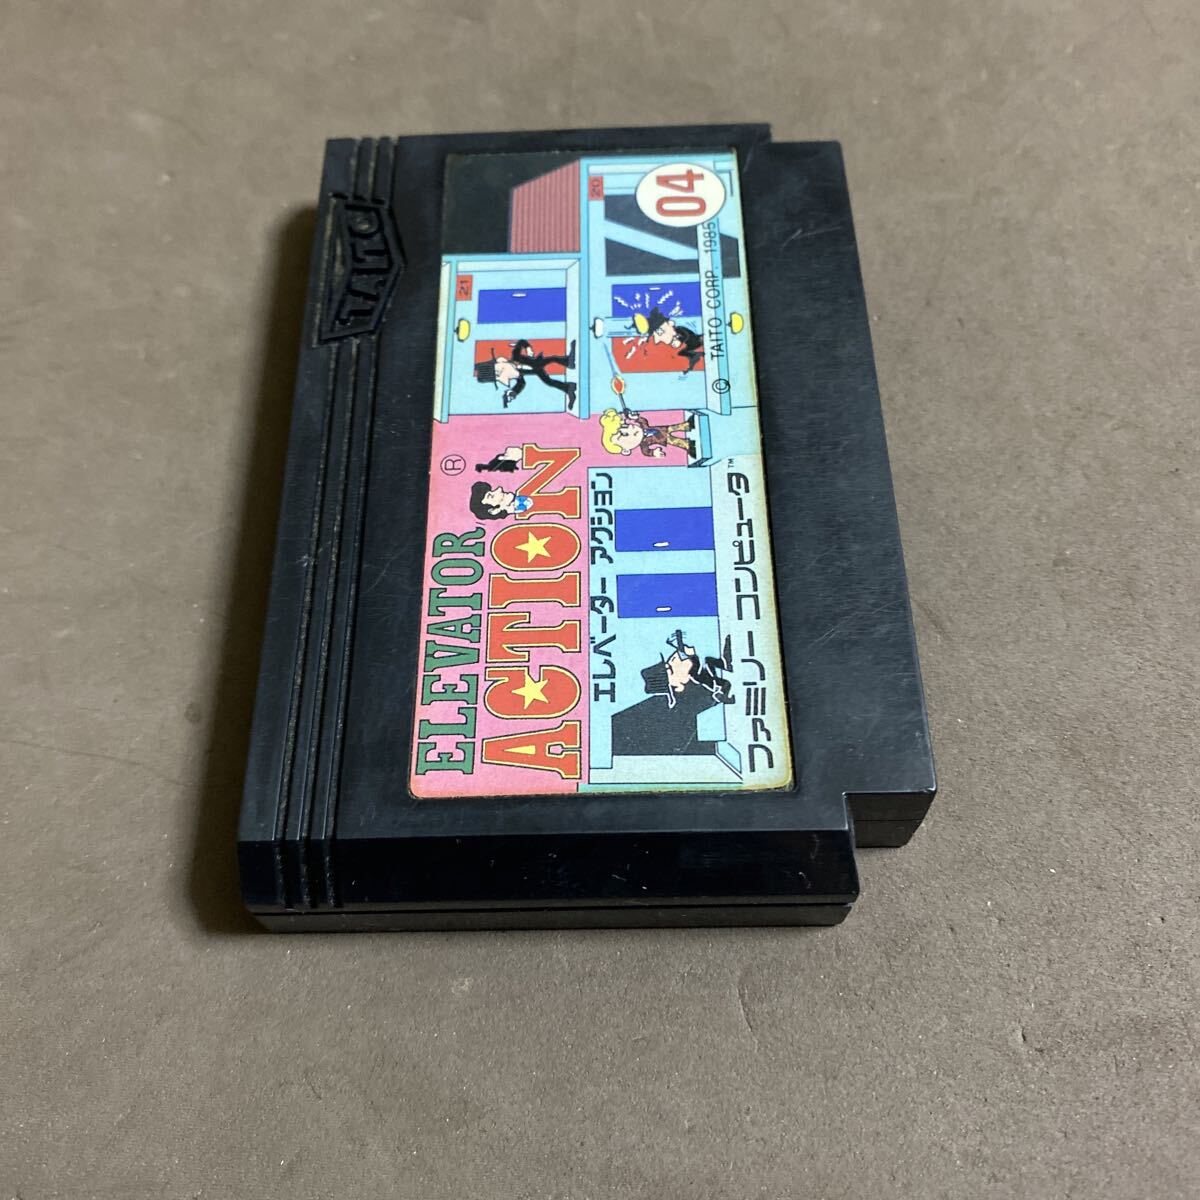 TAITO
ELEVATOR
ACTION
®
エレベーター アクション
ファミリー コンピュータ™
21
20
04
© TAITO CORP. 1985